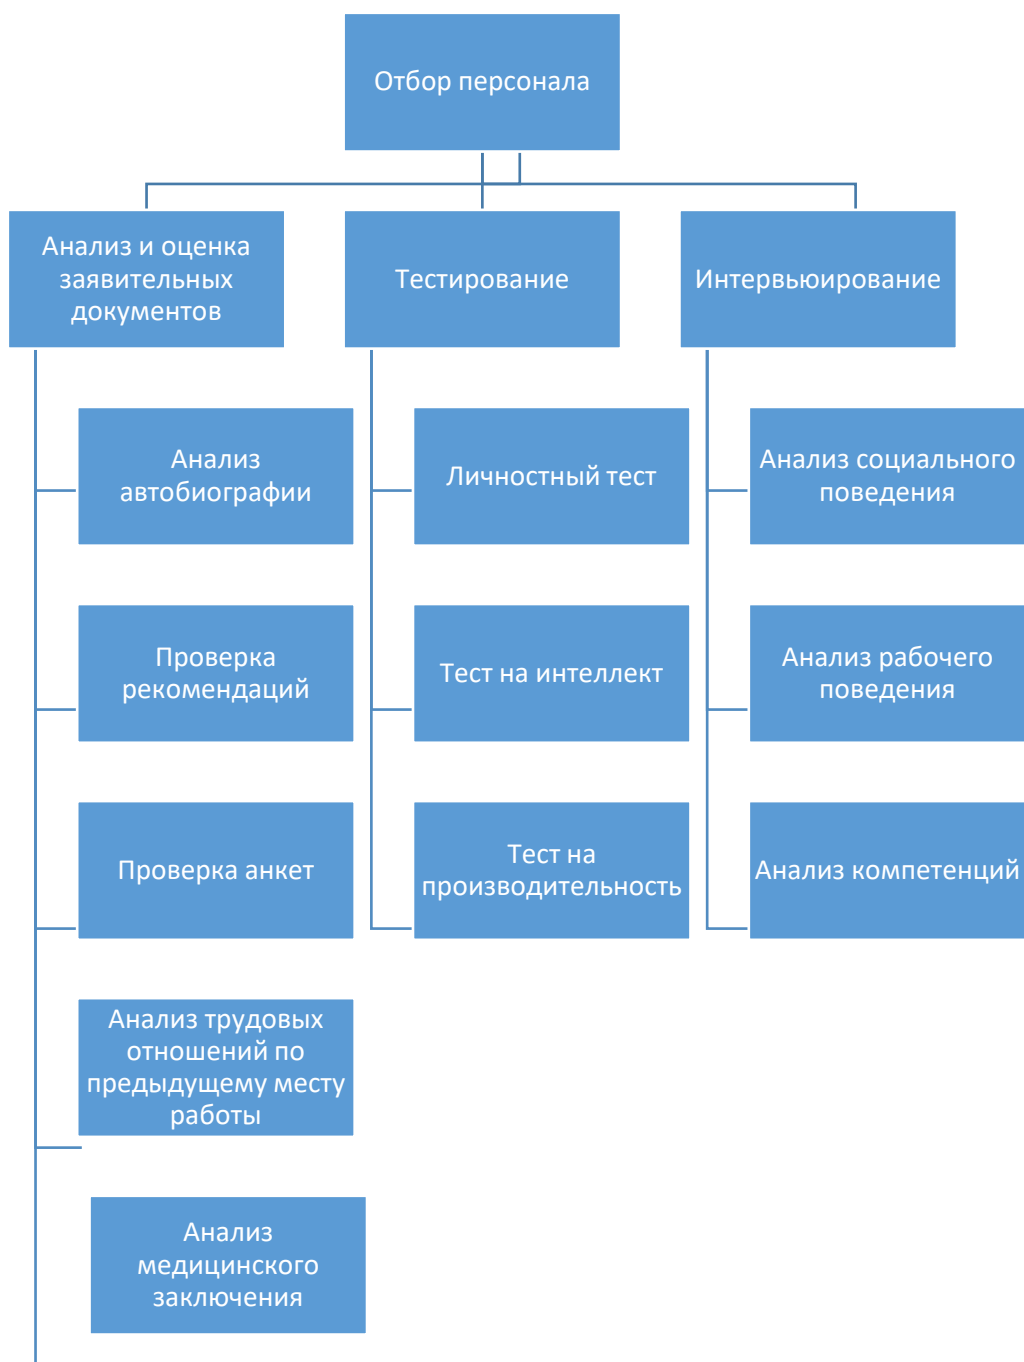 Отбор персонала
Анализ и оценка
заявительных
документов
Тестирование
Интервьюирование
Анализ
автобиографии
Личностный тест
Анализ социального
поведения
Проверка
рекомендаций
Тест на интеллект
Анализ рабочего
поведения
Проверка анкет
Тест на
производительность
Анализ компетенций
Анализ трудовых
отношений по
предыдущему месту
работы
Анализ
медицинского
заключения